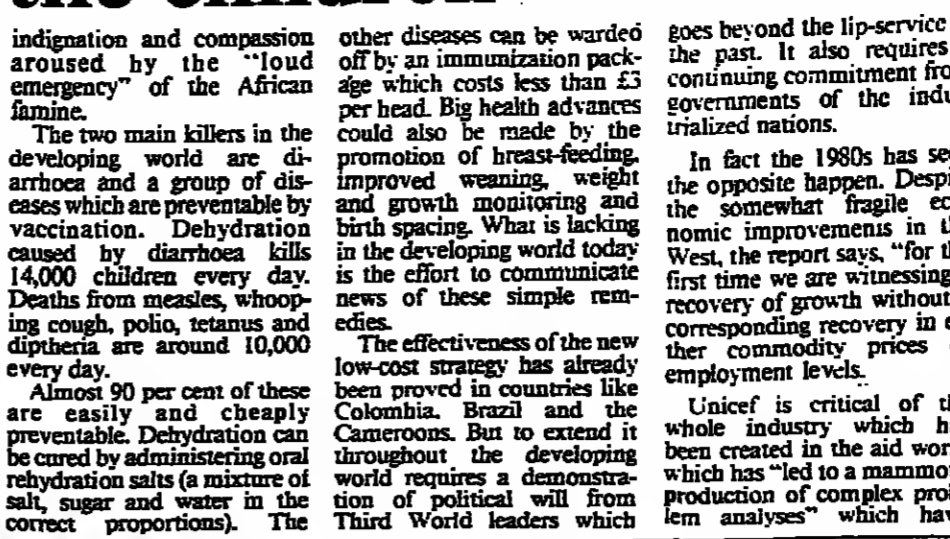 indignation and compassion
aroused by the "loud
emergency" of the African
famine.
The two main killers in the
developing world are di-
arrhoea and a group of dis-
eases which are preventable by
vaccination. Dehydration
caused by diarrhoea kills
14,000 children every day.
Deaths from measles, whoop-
ing cough, polio, tetanus and
diptheria are around 10,000
every day.
Almost 90 per cent of these
are easily and cheaply
preventable. Dehydration can
be cured by administering oral
rehydration salts (a mixture of
salt, sugar and water in the
correct proportions). The
other diseases can be warded
off by an immunization pack-
age which costs less than £3
per head. Big health advances
could also be made by the
promotion of breast-feeding,
improved weaning, weight
and growth monitoring and
birth spacing. What is lacking
in the developing world today
is the effort to communicate
news of these simple rem-
edies.
The effectiveness of the new
low-cost strategy has already
been proved in countries like
Colombia. Brazil and the
Cameroons. But to extend it
throughout the developing
world requires a demonstra-
tion of political will from
Third World leaders which
goes beyond the lip-service
the past. It also requires
continuing commitment fro
governments of the indu
trialized nations.
In fact the 1980s has se
the opposite happen. Despi
the somewhat fragile ec
nomic improvements in t
West, the report says, "for t
first time we are witnessing
recovery of growth without
corresponding recovery in e
ther commodity prices
employment levels.
Unicef is critical of t
whole industry which h
been created in the aid wor
which has "led to a mammo
production of complex pro
lem analyses" which hav